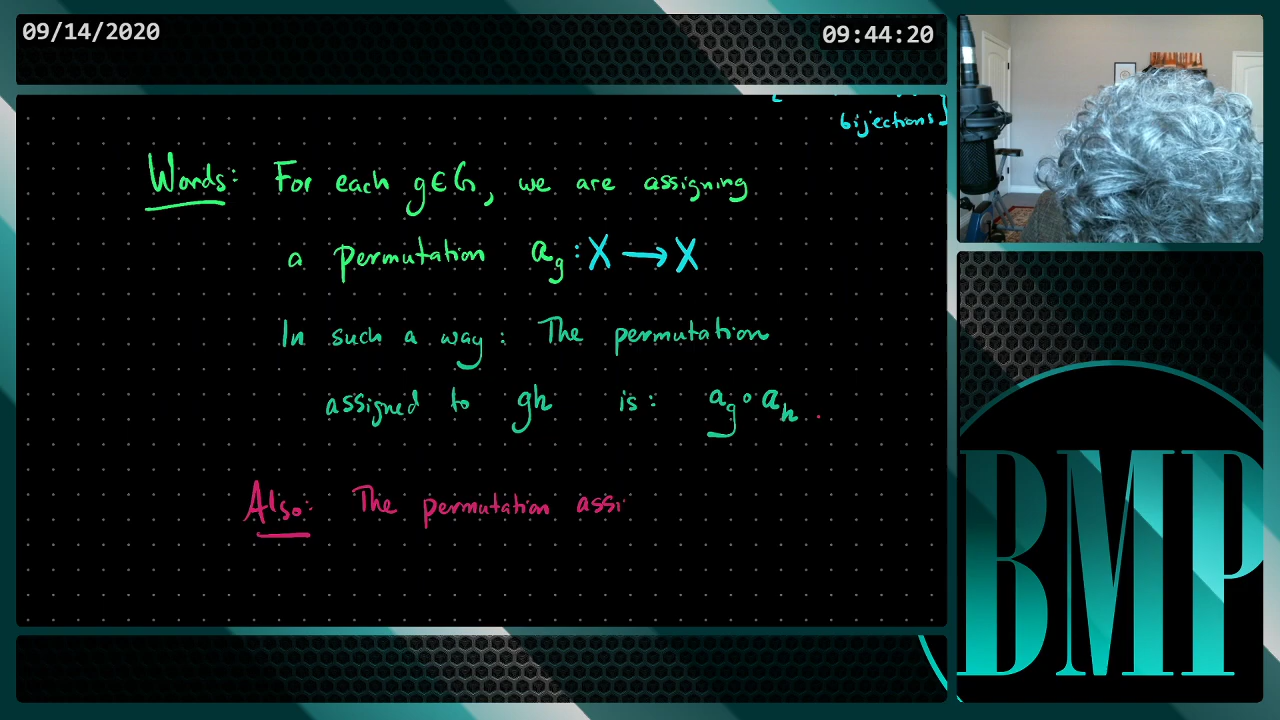 09/14/2020
09:44:20
bijections}
Words: For each g∈G, we are assigning
a permutation a_g : X → X
In such a way : The permutation
assigned to gh is : a_g ∘ a_h .
Also: The permutation assi
BMP